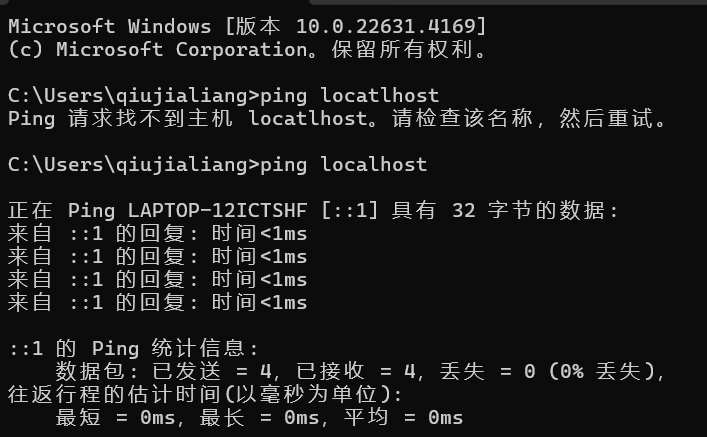 Microsoft Windows [版本 10.0.22631.4169]
(c) Microsoft Corporation。保留所有权利。
C:\Users\qiujialiang>ping locatlhost
Ping 请求找不到主机 locatlhost。请检查该名称，然后重试。
C:\Users\qiujialiang>ping localhost
正在 Ping LAPTOP-12ICTSHF [::1] 具有 32 字节的数据:
来自 ::1 的回复: 时间<1ms
来自 ::1 的回复: 时间<1ms
来自 ::1 的回复: 时间<1ms
来自 ::1 的回复: 时间<1ms
::1 的 Ping 统计信息:
    数据包: 已发送 = 4，已接收 = 4，丢失 = 0 (0% 丢失)，
往返行程的估计时间(以毫秒为单位):
    最短 = 0ms，最长 = 0ms，平均 = 0ms